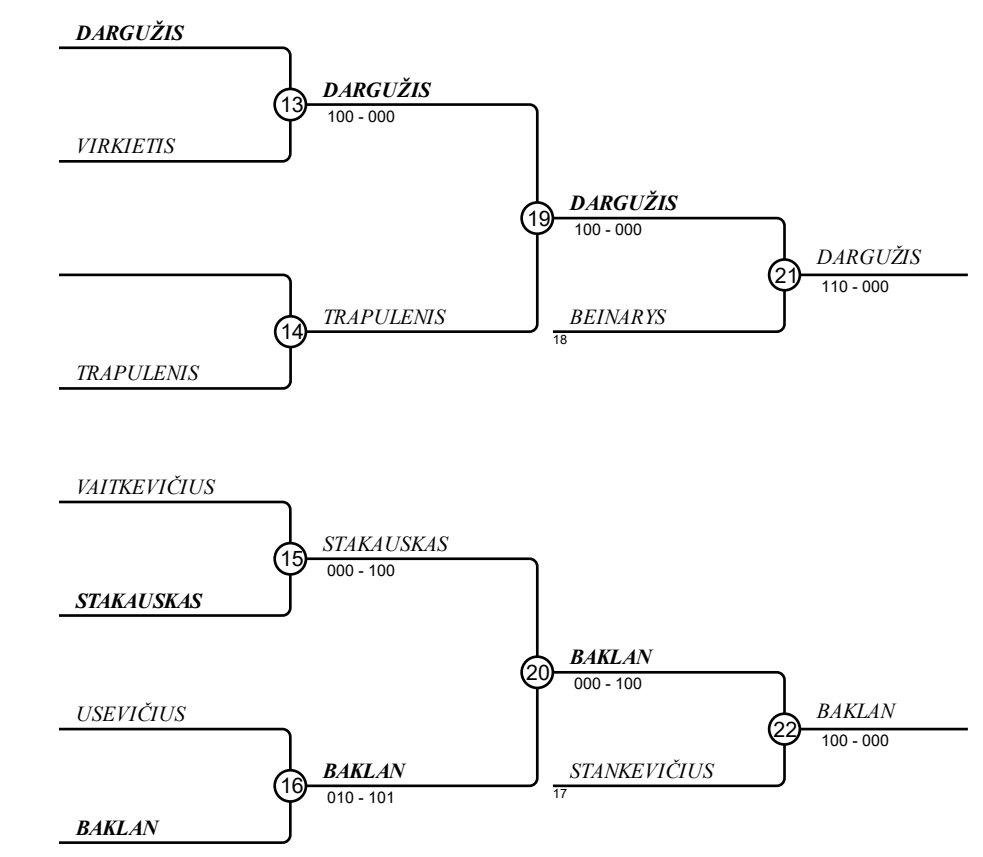 DARGUŽIS
13
DARGUŽIS
100 - 000
VIRKIETIS
19
DARGUŽIS
100 - 000
21
DARGUŽIS
110 - 000
14
TRAPULENIS
BEINARYS
18
TRAPULENIS
VAITKEVIČIUS
15
STAKAUSKAS
000 - 100
STAKAUSKAS
20
BAKLAN
000 - 100
USEVIČIUS
22
BAKLAN
100 - 000
16
BAKLAN
010 - 101
STANKEVIČIUS
17
BAKLAN